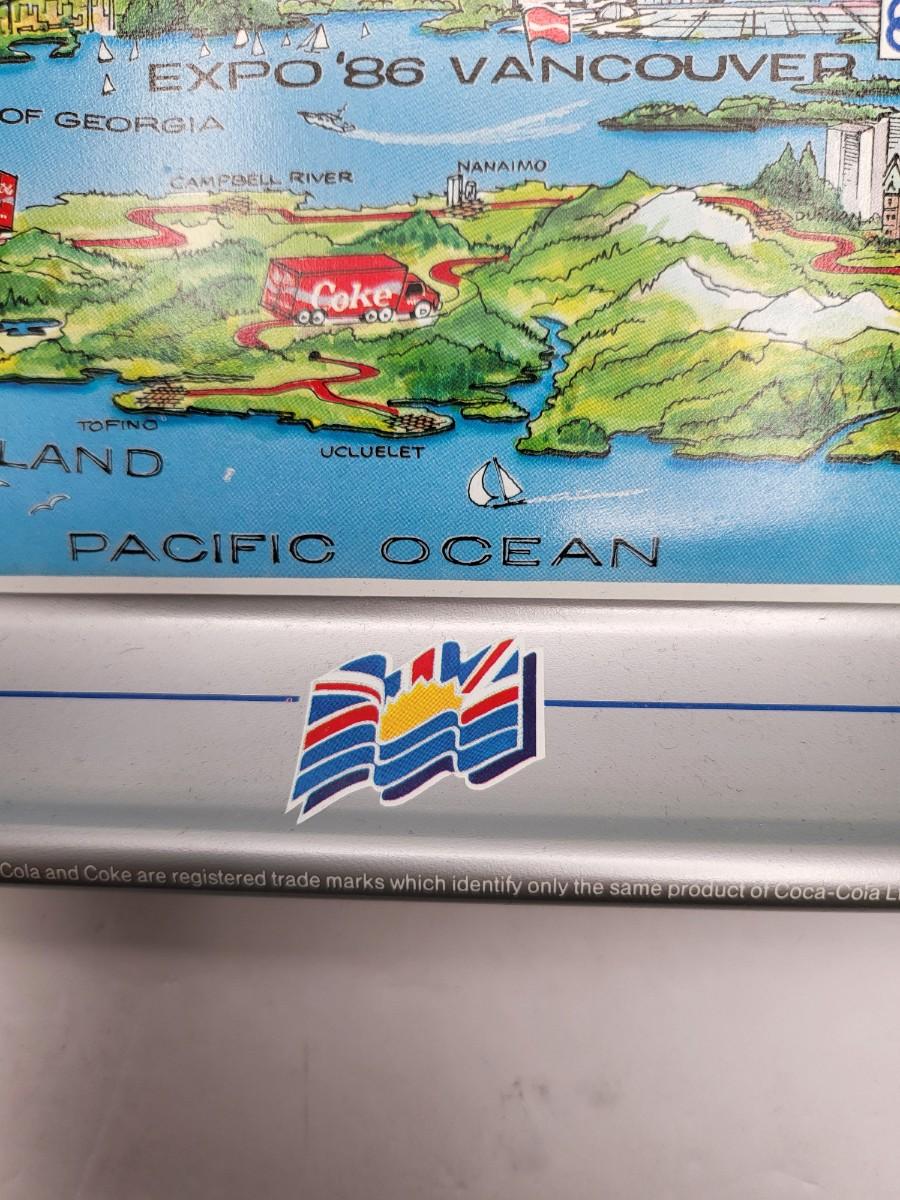 EXPO '86 VANCOUVER
OF GEORGIA
CAMPBELL RIVER
NANAIMO
DUNCAN
Coke
TOFINO
UCLUELET
LAND
PACIFIC OCEAN
Cola and Coke are registered trade marks which identify only the same product of Coca-Cola L